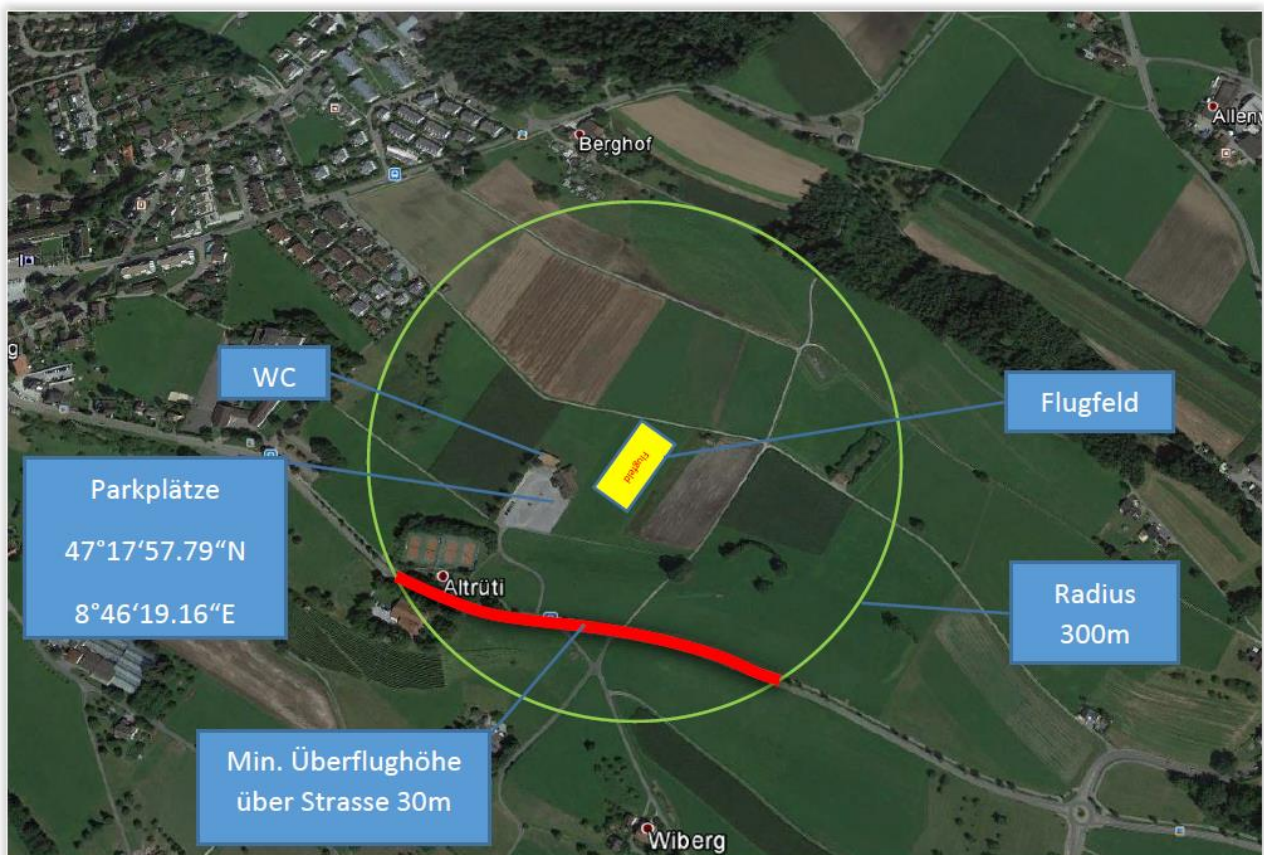 Berghof
Allenw
WC
Flugfeld
Flugfeld
g
Parkplätze
47°17‘57.79“N
8°46‘19.16“E
Altrüti
Radius
300m
Min. Überflughöhe
über Strasse 30m
Wiberg